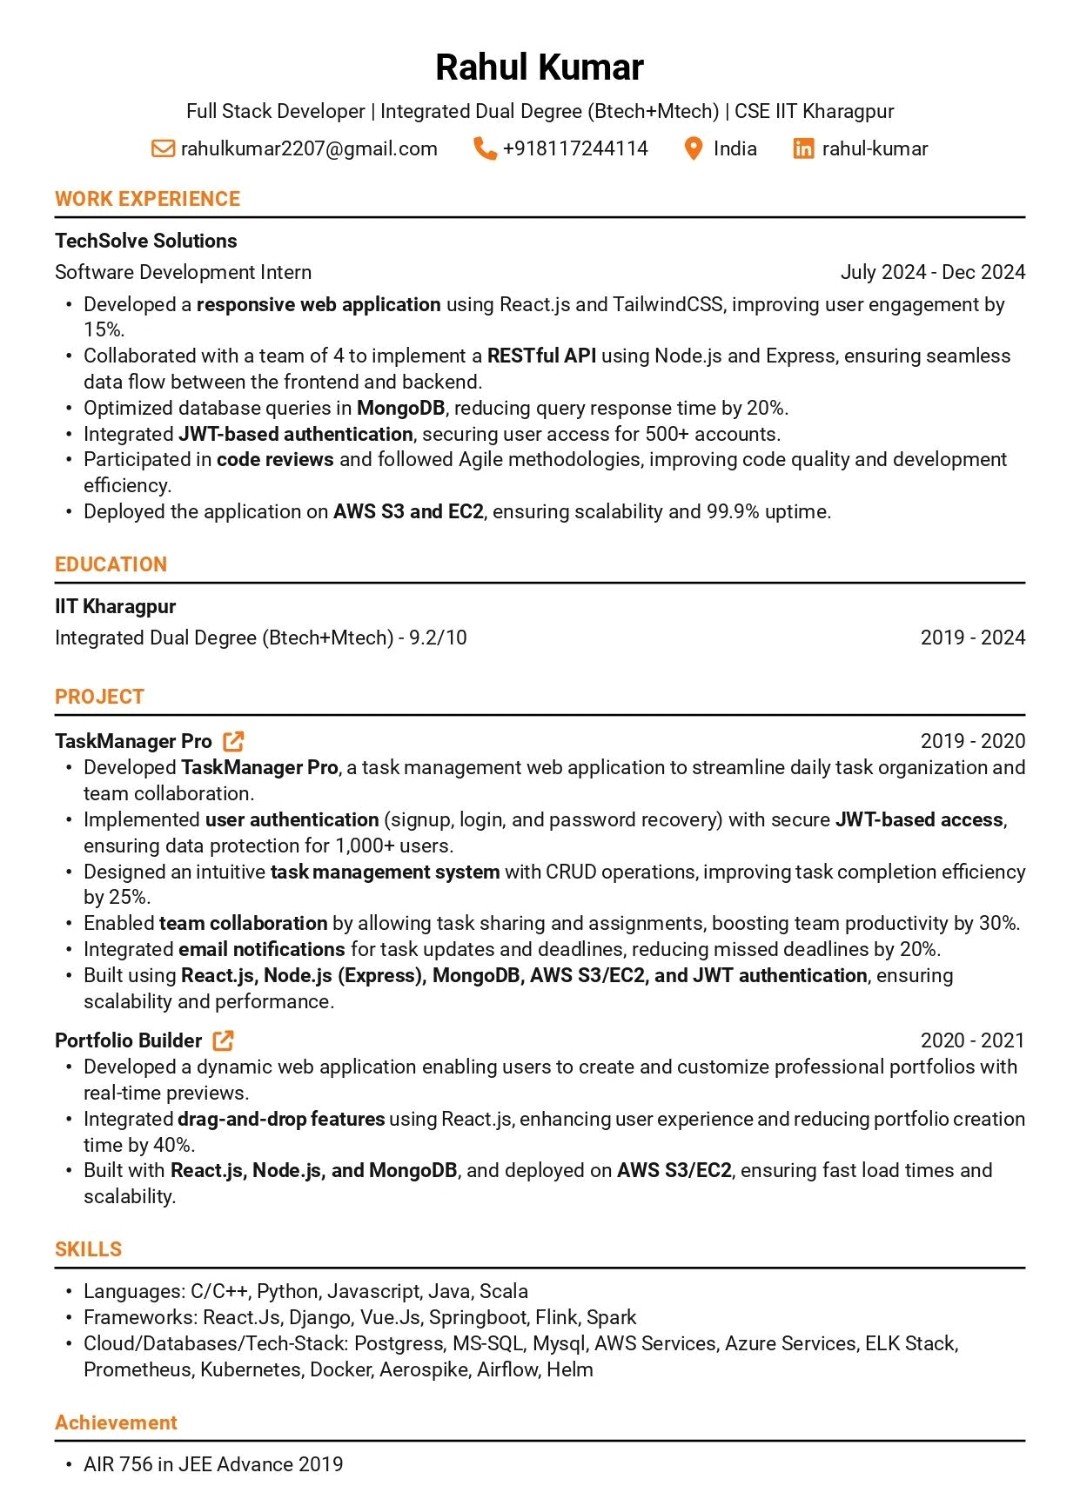 Rahul Kumar
Full Stack Developer | Integrated Dual Degree (Btech+Mtech) | CSE IIT Kharagpur
rahulkumar2207@gmail.com +918117244114 India rahul-kumar
WORK EXPERIENCE
TechSolve Solutions
Software Development Intern July 2024 - Dec 2024
• Developed a responsive web application using React.js and TailwindCSS, improving user engagement by
15%.
• Collaborated with a team of 4 to implement a RESTful API using Node.js and Express, ensuring seamless
data flow between the frontend and backend.
• Optimized database queries in MongoDB, reducing query response time by 20%.
• Integrated JWT-based authentication, securing user access for 500+ accounts.
• Participated in code reviews and followed Agile methodologies, improving code quality and development
efficiency.
• Deployed the application on AWS S3 and EC2, ensuring scalability and 99.9% uptime.
EDUCATION
IIT Kharagpur
Integrated Dual Degree (Btech+Mtech) - 9.2/10 2019 - 2024
PROJECT
TaskManager Pro 2019 - 2020
• Developed TaskManager Pro, a task management web application to streamline daily task organization and
team collaboration.
• Implemented user authentication (signup, login, and password recovery) with secure JWT-based access,
ensuring data protection for 1,000+ users.
• Designed an intuitive task management system with CRUD operations, improving task completion efficiency
by 25%.
• Enabled team collaboration by allowing task sharing and assignments, boosting team productivity by 30%.
• Integrated email notifications for task updates and deadlines, reducing missed deadlines by 20%.
• Built using React.js, Node.js (Express), MongoDB, AWS S3/EC2, and JWT authentication, ensuring
scalability and performance.
Portfolio Builder 2020 - 2021
• Developed a dynamic web application enabling users to create and customize professional portfolios with
real-time previews.
• Integrated drag-and-drop features using React.js, enhancing user experience and reducing portfolio creation
time by 40%.
• Built with React.js, Node.js, and MongoDB, and deployed on AWS S3/EC2, ensuring fast load times and
scalability.
SKILLS
• Languages: C/C++, Python, Javascript, Java, Scala
• Frameworks: React.Js, Django, Vue.Js, Springboot, Flink, Spark
• Cloud/Databases/Tech-Stack: Postgress, MS-SQL, Mysql, AWS Services, Azure Services, ELK Stack,
Prometheus, Kubernetes, Docker, Aerospike, Airflow, Helm
Achievement
• AIR 756 in JEE Advance 2019